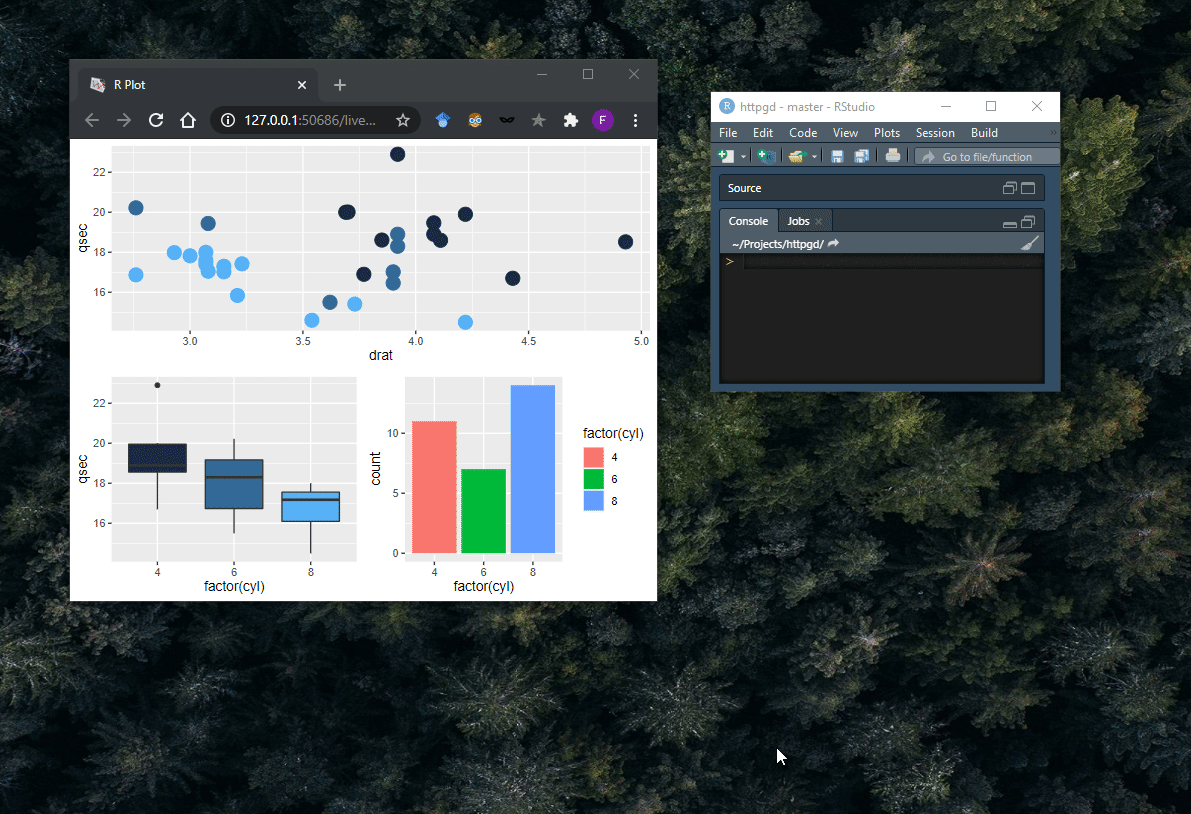 R Plot
127.0.0.1:50686/live...
F
22
20
18
16
qsec
3.0 3.5 4.0 4.5 5.0
drat
22
20
18
16
qsec
4 6 8
factor(cyl)
10
5
0
count
4 6 8
factor(cyl)
factor(cyl)
4
6
8
R httpgd - master - RStudio
File Edit Code View Plots Session Build
Go to file/function
Source
Console Jobs
~/Projects/httpgd/
>